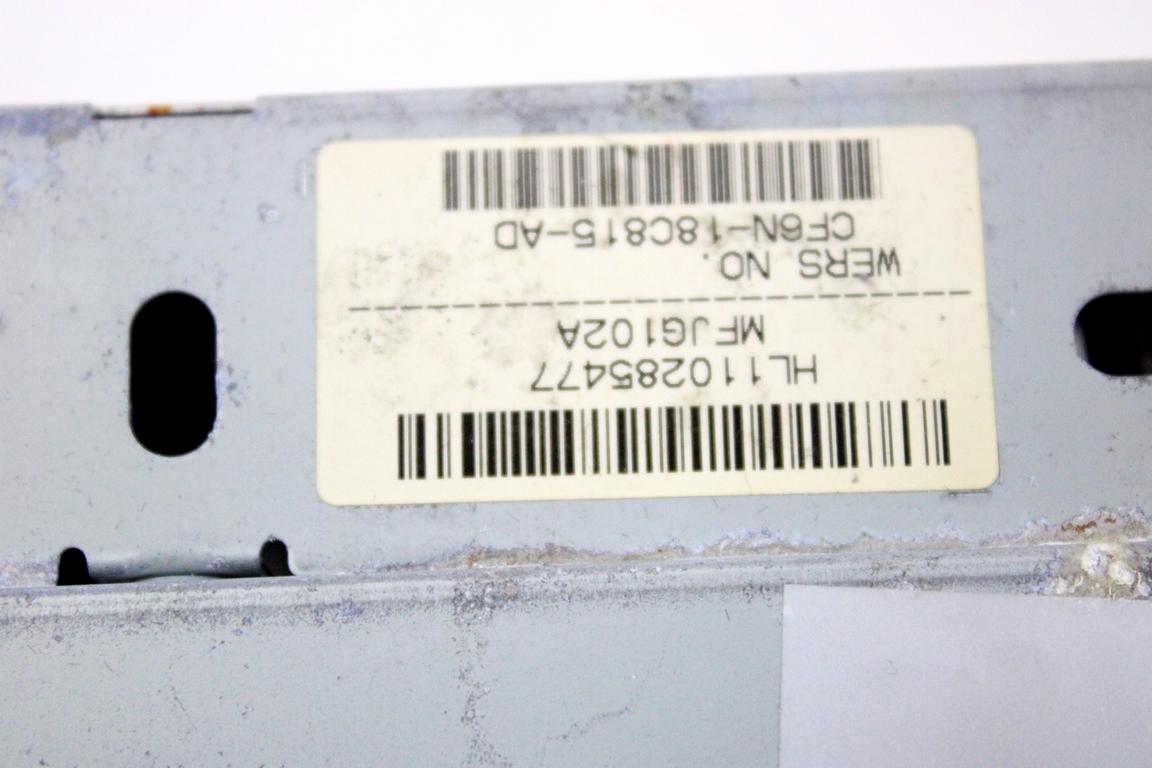 HL110285477
MFJG102A
WERS NO.
CF6N-18C815-AD